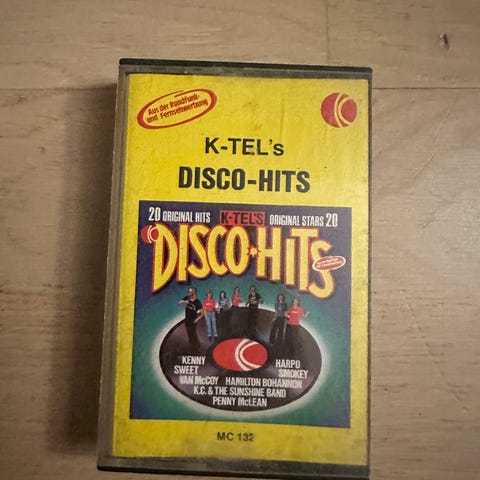 Aus der Rundfunk-
und Fernsehwerbung
K-TEL's
DISCO-HITS
20 ORIGINAL HITS K-TEL'S ORIGINAL STARS 20
DISCO HITS
KENNY HARPO
SWEET SMOKEY
VAN McCOY HAMILTON BOHANNON
K.C. & THE SUNSHINE BAND
PENNY McLEAN
MC 132